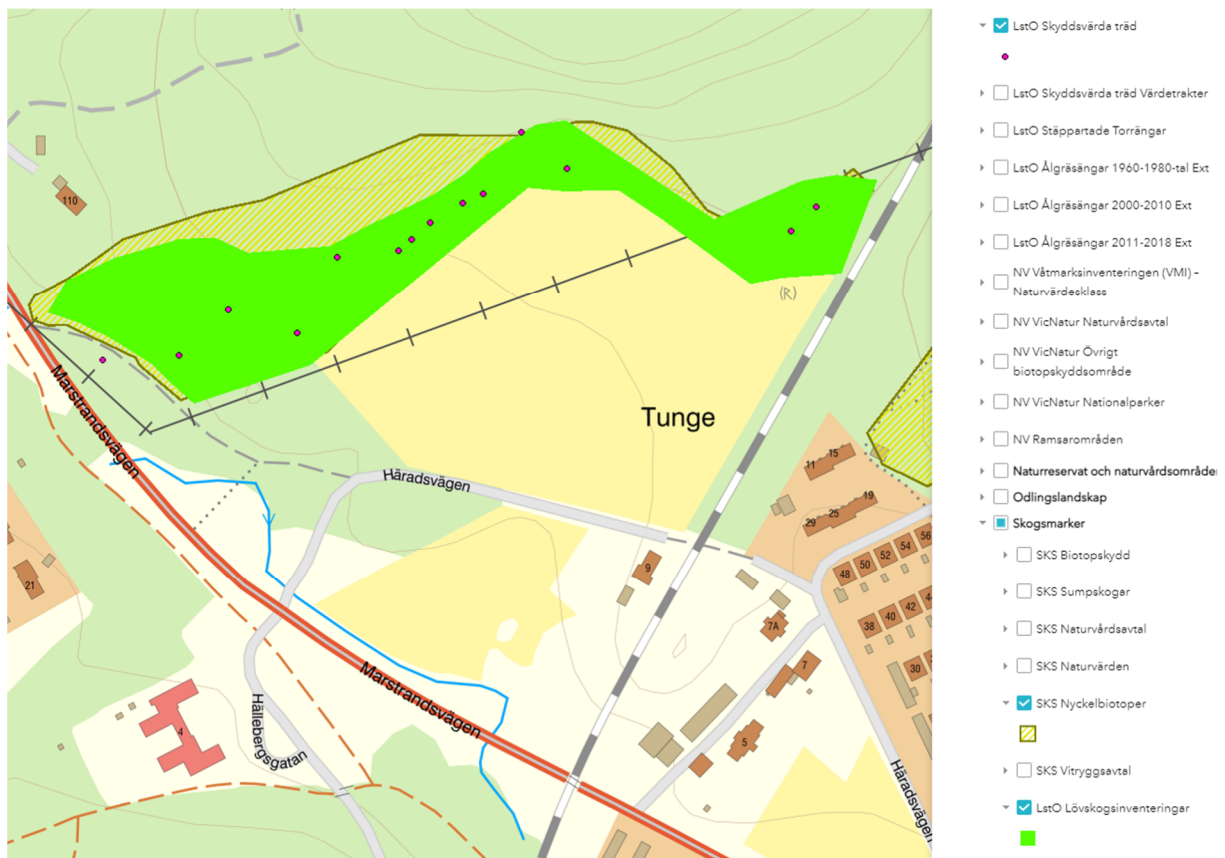 110
Marstrandsvägen
(R)
Tunge
Häradsvägen
11
15
19
25
29
56
54
52
50
48
42
40
38
30
21
9
7A
7
5
4
Marstrandsvägen
Hällebergsgatan
Häradsvägen
LstO Skyddsvärda träd
LstO Skyddsvärda träd Värdetrakter
LstO Stäppartade Torrängar
LstO Ålgräsängar 1960-1980-tal Ext
LstO Ålgräsängar 2000-2010 Ext
LstO Ålgräsängar 2011-2018 Ext
NV Våtmarksinventeringen (VMI) –
Naturvärdesklass
NV VicNatur Naturvårdsavtal
NV VicNatur Övrigt
biotopskyddsområde
NV VicNatur Nationalparker
NV Ramsarområden
Naturreservat och naturvårdsområde
Odlingslandskap
Skogsmarker
SKS Biotopskydd
SKS Sumpskogar
SKS Naturvårdsavtal
SKS Naturvärden
SKS Nyckelbiotoper
SKS Vitryggsavtal
LstO Lövskogsinventeringar